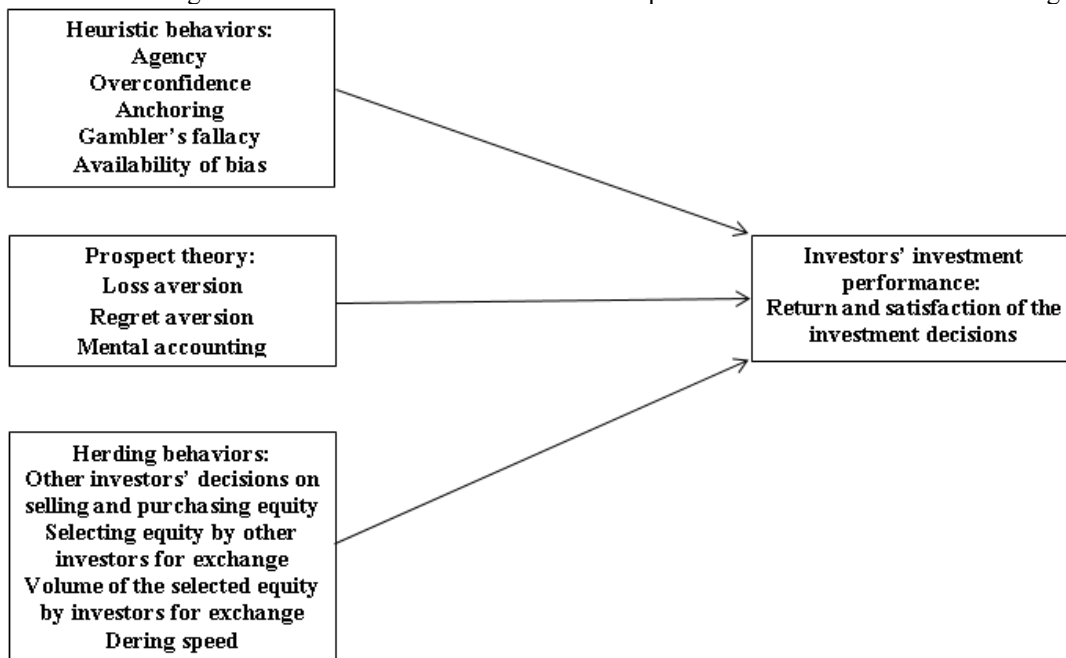 Heuristic behaviors:
Agency
Overconfidence
Anchoring
Gambler's fallacy
Availability of bias
Prospect theory:
Loss aversion
Regret aversion
Mental accounting
Investors' investment
performance:
Return and satisfaction of the
investment decisions
Herding behaviors:
Other investors' decisions on
selling and purchasing equity
Selecting equity by other
investors for exchange
Volume of the selected equity
by investors for exchange
Dering speed